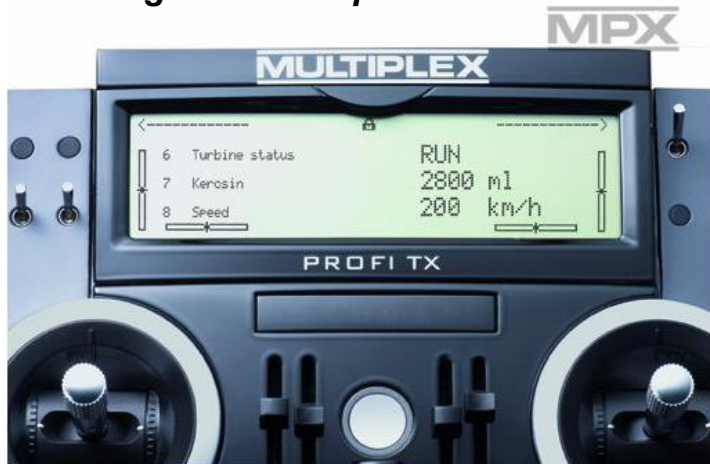 MPX
MULTIPLEX
<------------ ------------>
6 Turbine status RUN
7 Kerosin 2800 ml
8 Speed 200 km/h
PROFI TX